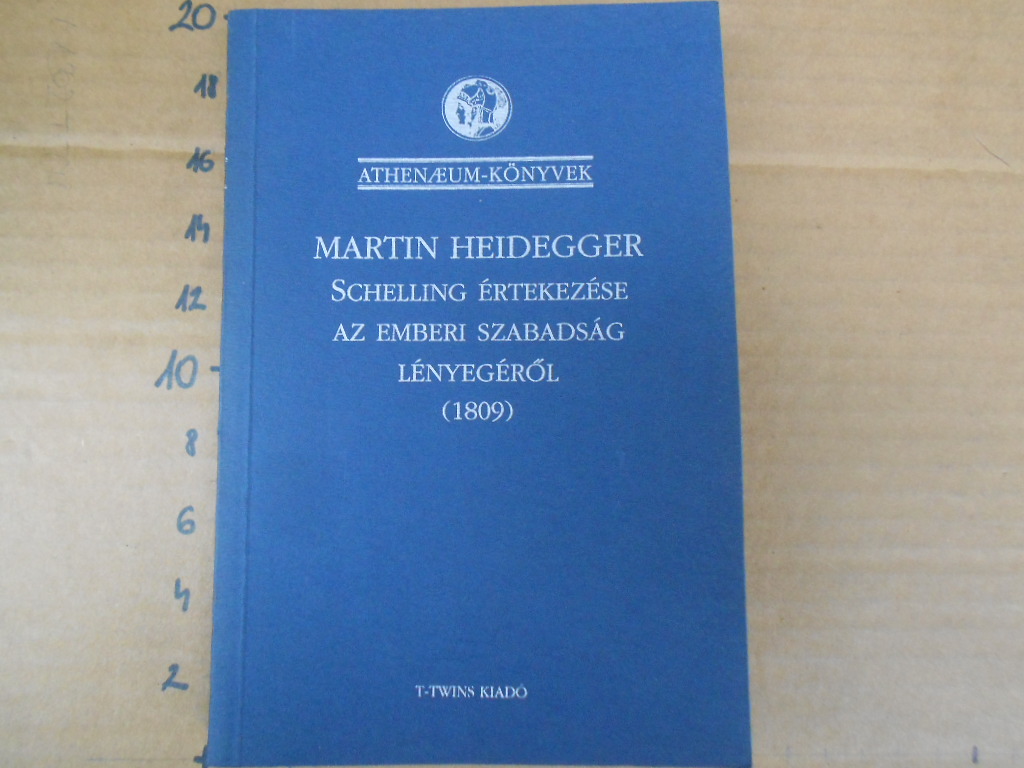 20
18
16
14
12
10
8
6
4
2
ATHENÆUM-KÖNYVEK
MARTIN HEIDEGGER
SCHELLING ÉRTEKEZÉSE
AZ EMBERI SZABADSÁG
LÉNYEGÉRŐL
(1809)
T-TWINS KIADÓ